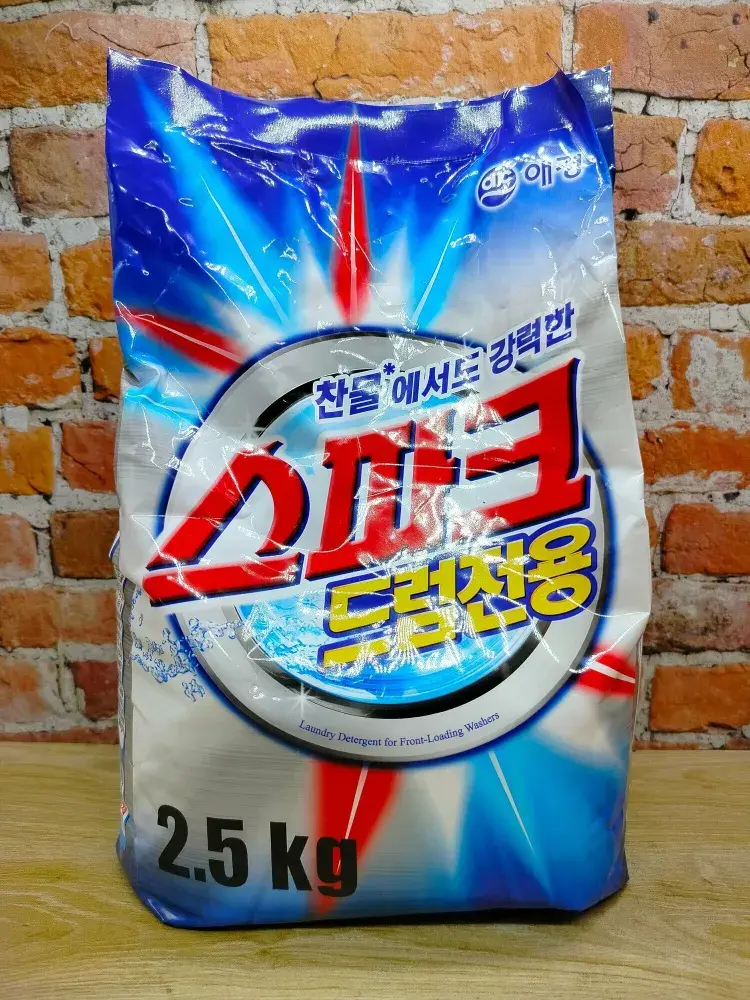 애경
찬물*에서도 강력한
스파크
드럼전용
Laundry Detergent for Front-Loading Washers
2.5 kg